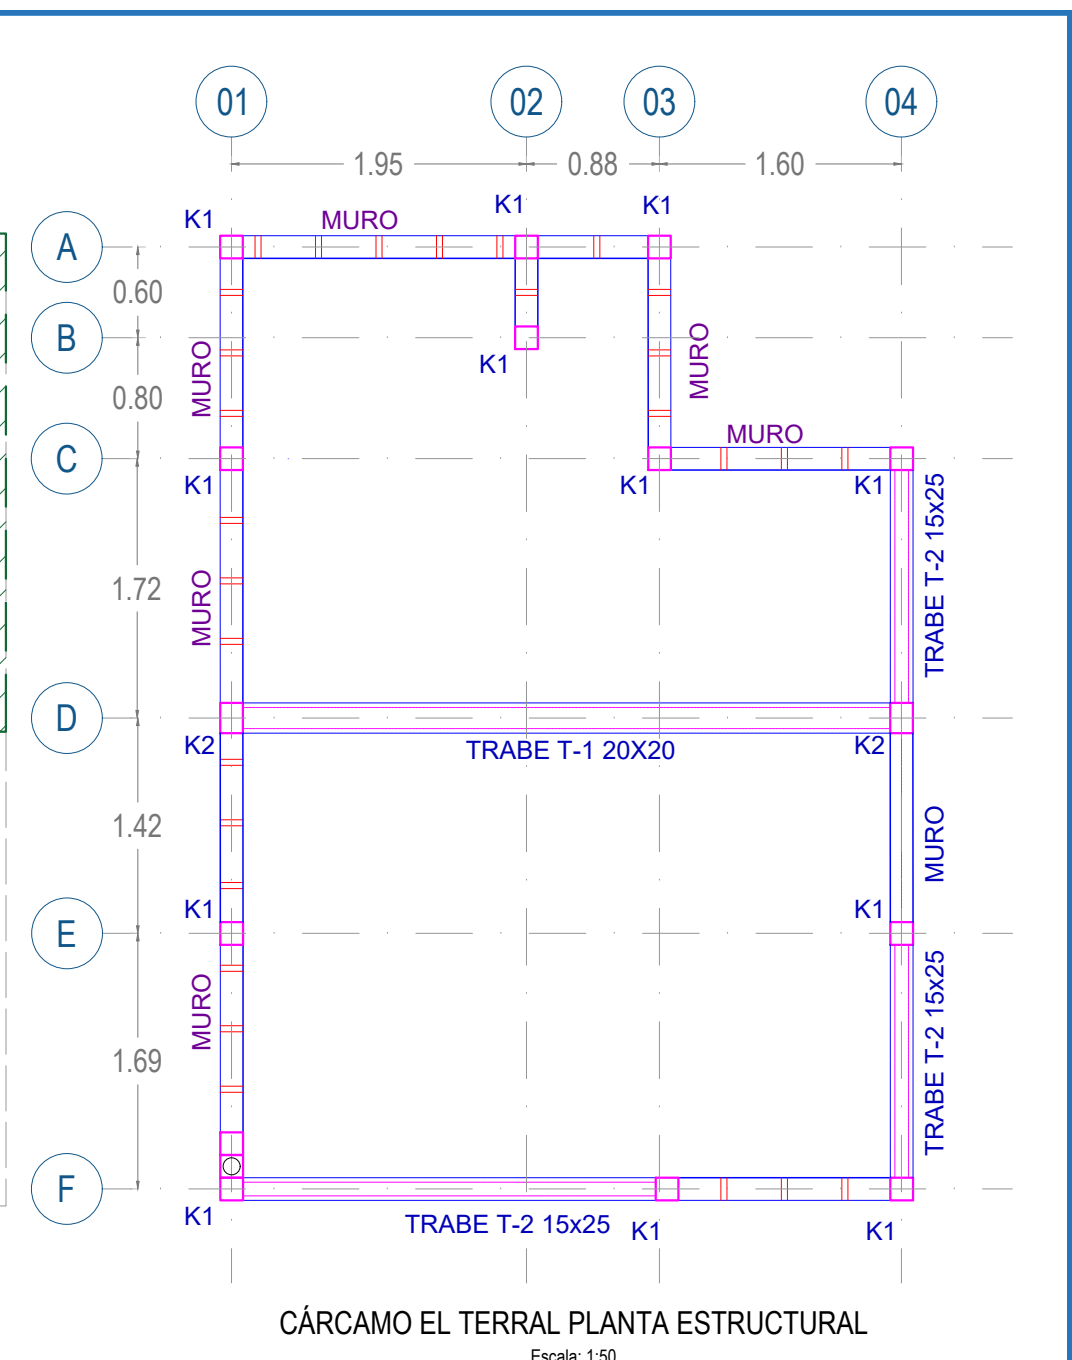 01 02 03 04
1.95 0.88 1.60
K1 K1 K1
MURO
A
0.60
B
MURO MURO
K1
0.80
MURO
C
K1 K1 K1
TRABE T-2 15x25
1.72
MURO
D
K2 K2
TRABE T-1 20X20
1.42
MURO
K1 K1
E
TRABE T-2 15x25
MURO
1.69
F
K1 K1 K1
TRABE T-2 15x25
CÁRCAMO EL TERRAL PLANTA ESTRUCTURAL
Escala: 1:50